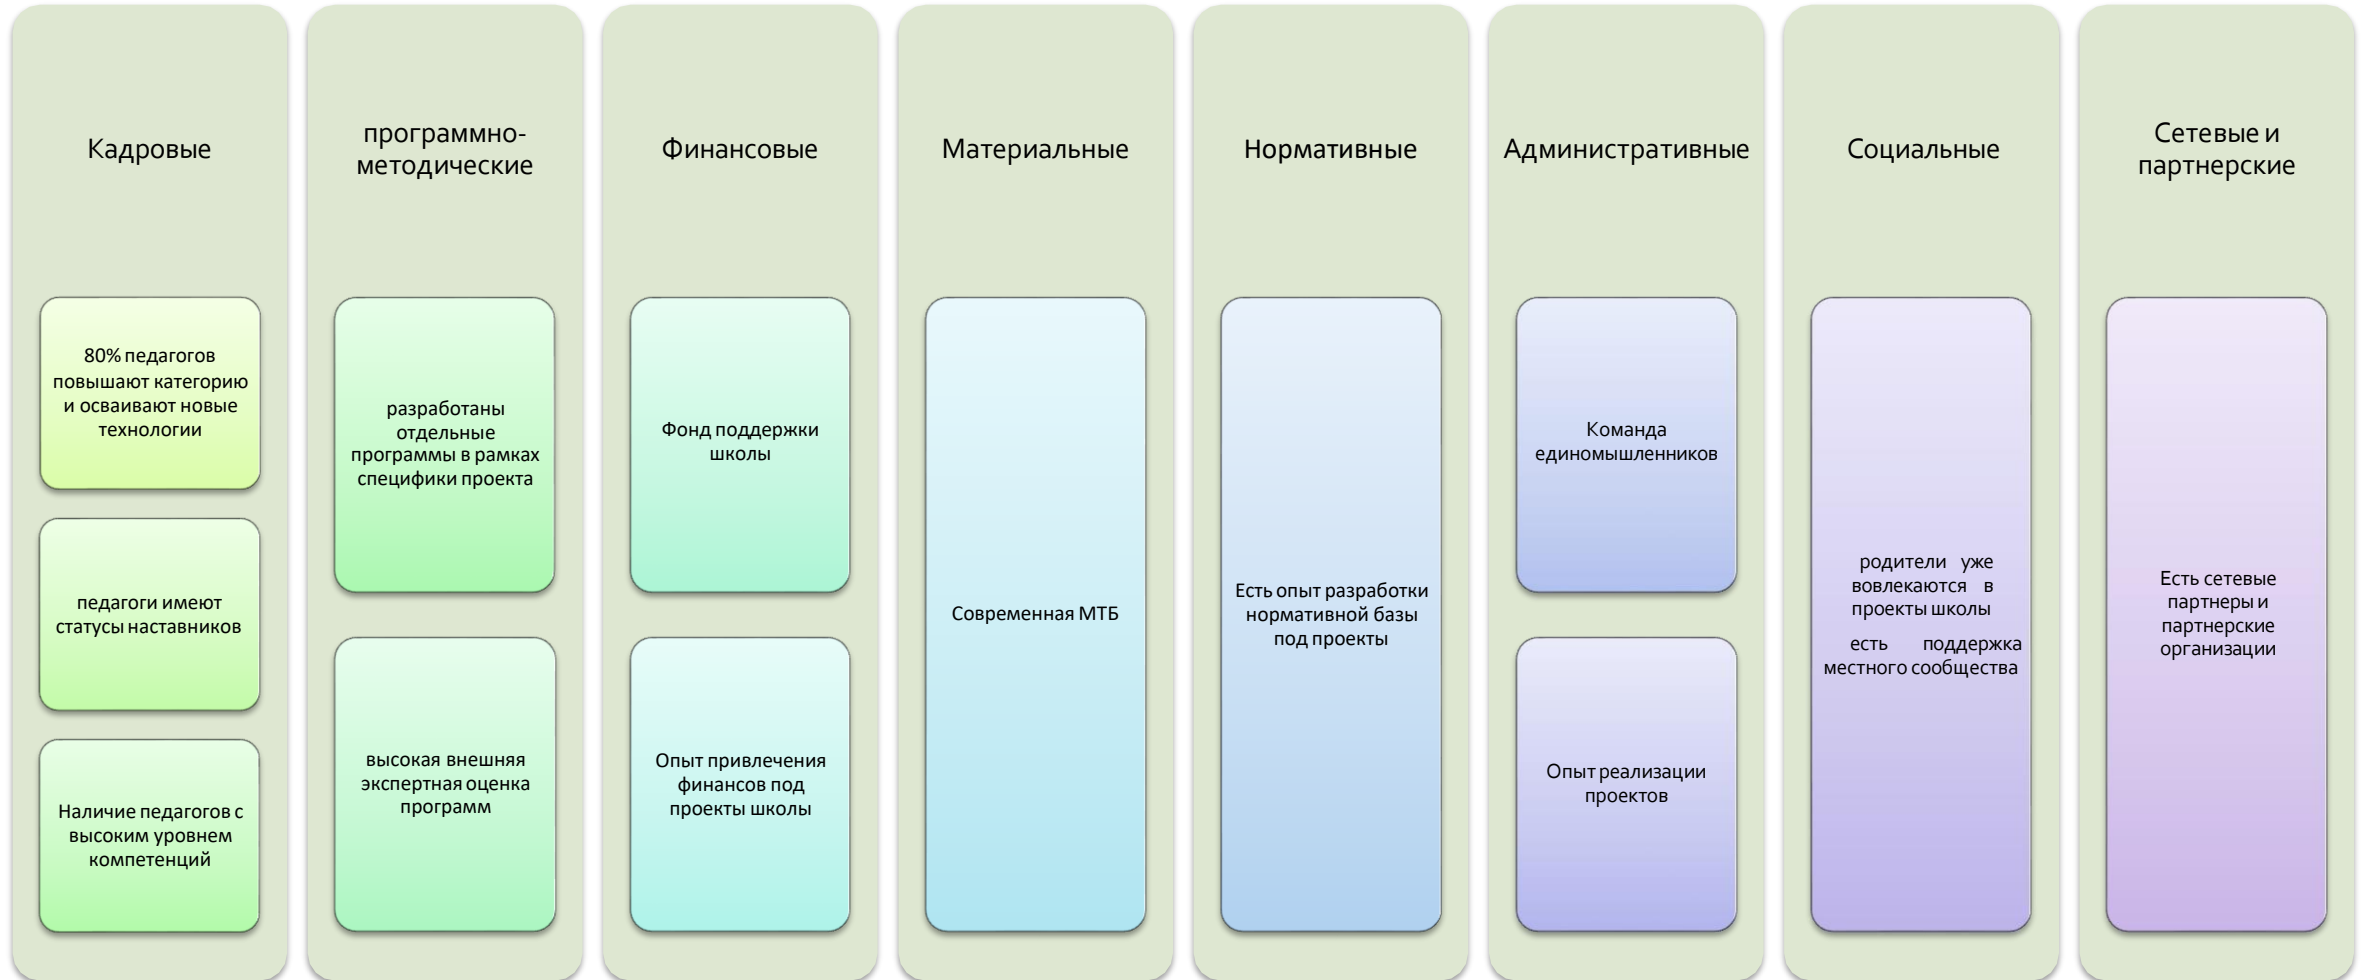 Кадровые
80% педагогов
повышают категорию
и осваивают новые
технологии
педагоги имеют
статусы наставников
Наличие педагогов с
высоким уровнем
компетенций
программно-
методические
разработаны
отдельные
программы в рамках
специфики проекта
высокая внешняя
экспертная оценка
программ
Финансовые
Фонд поддержки
школы
Опыт привлечения
финансов под
проекты школы
Материальные
Современная МТБ
Нормативные
Есть опыт разработки
нормативной базы
под проекты
Административные
Команда
единомышленников
Опыт реализации
проектов
Социальные
родители уже
вовлекаются в
проекты школы
есть поддержка
местного сообщества
Сетевые и
партнерские
Есть сетевые
партнеры и
партнерские
организации